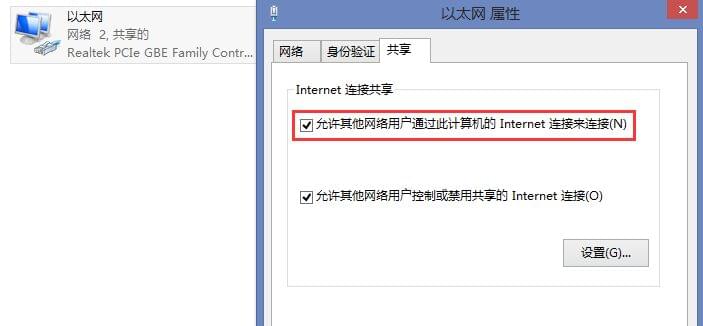 以太网
网络 2, 共享的
Realtek PCIe GBE Family Contr...
以太网 属性
网络
身份验证
共享
Internet 连接共享
允许其他网络用户通过此计算机的 Internet 连接来连接(N)
允许其他网络用户控制或禁用共享的 Internet 连接(O)
设置(G)...